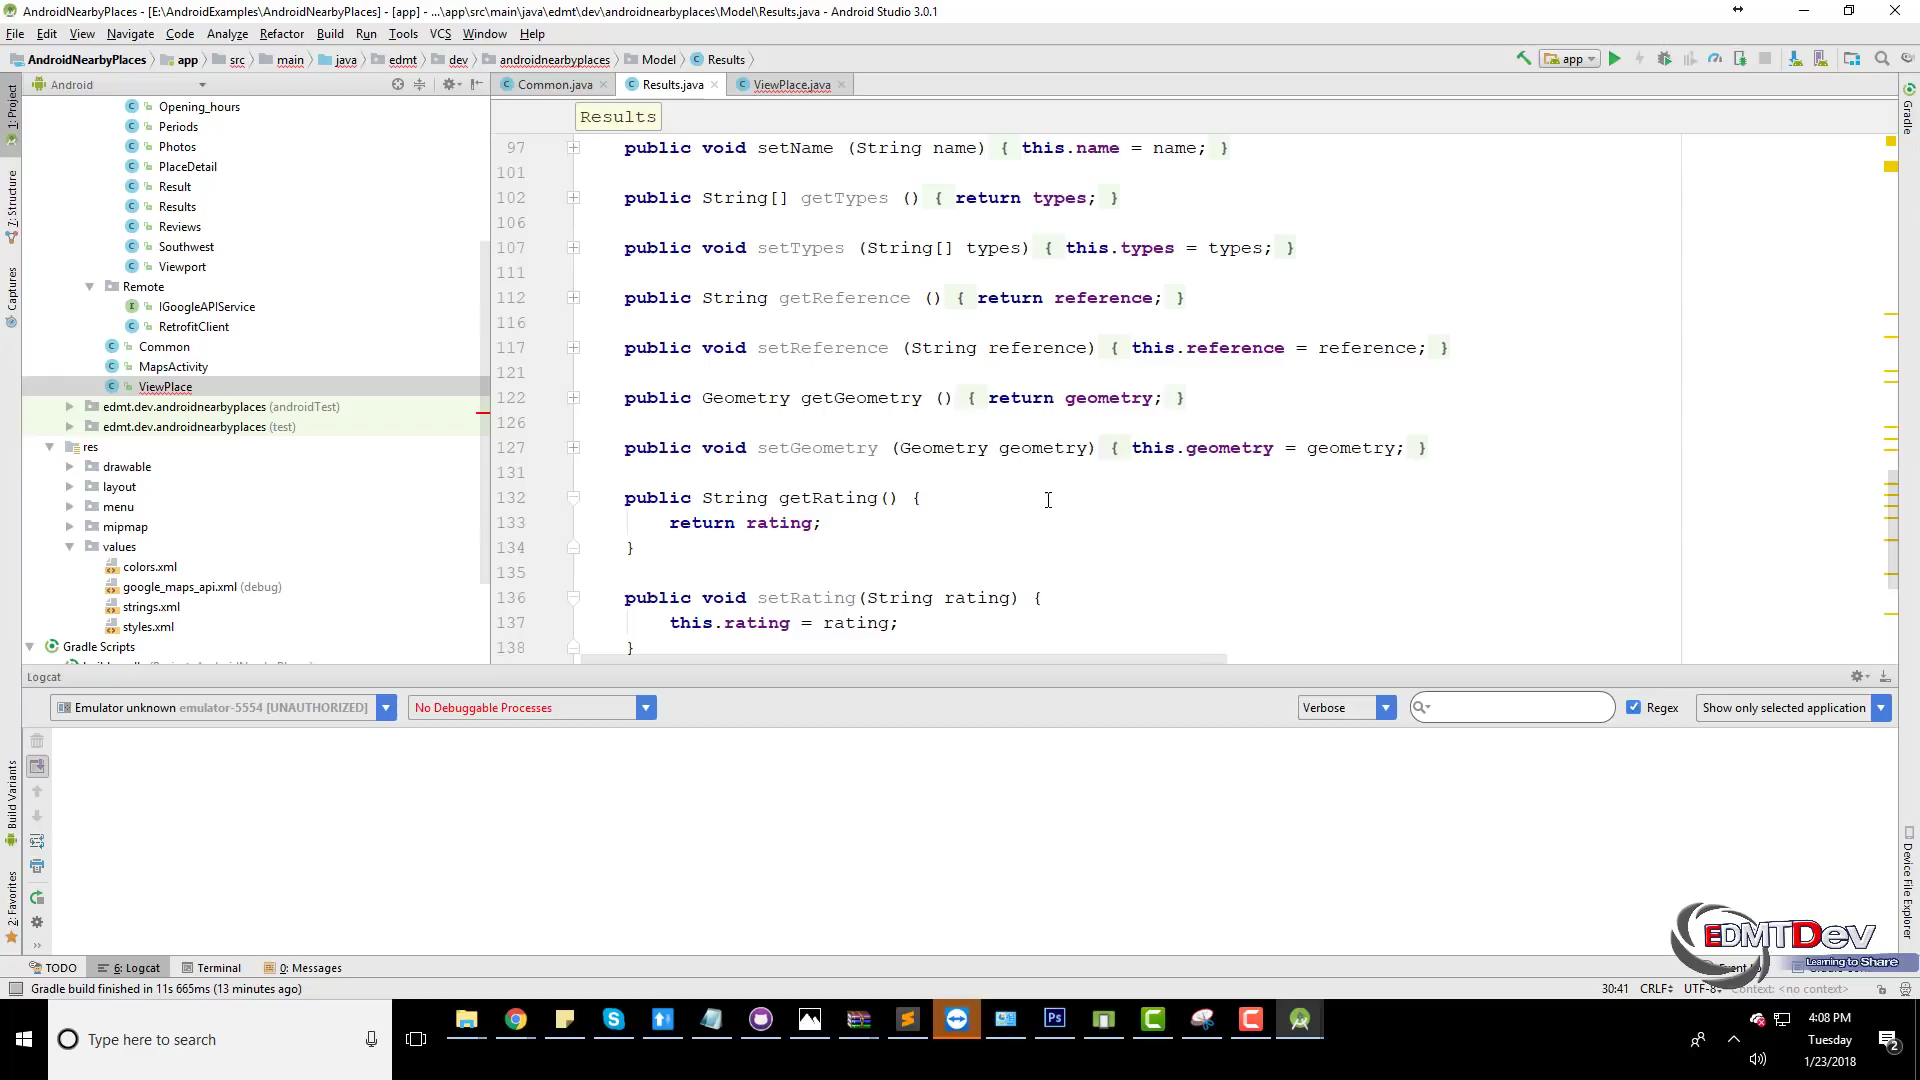 AndroidNearbyPlaces - [E:\AndroidExamples\AndroidNearbyPlaces] - [app] - ...\app\src\main\java\edmt\dev\androidnearbyplaces\Model\Results.java - Android Studio 3.0.1
File Edit View Navigate Code Analyze Refactor Build Run Tools VCS Window Help
AndroidNearbyPlaces app src main java edmt dev androidnearbyplaces Model Results
app
Android
Common.java Results.java ViewPlace.java
1: Project
7: Structure
Captures
Build Variants
2: Favorites
Gradle
Device File Explorer
Opening_hours
Periods
Photos
PlaceDetail
Result
Results
Reviews
Southwest
Viewport
Remote
IGoogleAPIService
RetrofitClient
Common
MapsActivity
ViewPlace
edmt.dev.androidnearbyplaces (androidTest)
edmt.dev.androidnearbyplaces (test)
res
drawable
layout
menu
mipmap
values
colors.xml
google_maps_api.xml (debug)
strings.xml
styles.xml
Gradle Scripts
Results
97 public void setName (String name) { this.name = name; }
101
102 public String[] getTypes () { return types; }
106
107 public void setTypes (String[] types) { this.types = types; }
111
112 public String getReference () { return reference; }
116
117 public void setReference (String reference) { this.reference = reference; }
121
122 public Geometry getGeometry () { return geometry; }
126
127 public void setGeometry (Geometry geometry) { this.geometry = geometry; }
131
132 public String getRating() {
133 return rating;
134 }
135
136 public void setRating(String rating) {
137 this.rating = rating;
138 }
Logcat
Emulator unknown emulator-5554 [UNAUTHORIZED] No Debuggable Processes Verbose Regex Show only selected application
EDMTDev
Learning to Share
TODO 6: Logcat Terminal 0: Messages
Gradle build finished in 11s 665ms (13 minutes ago) 30:41 CRLF UTF-8 Context: <no context>
Type here to search
4:08 PM
Tuesday
1/23/2018
2